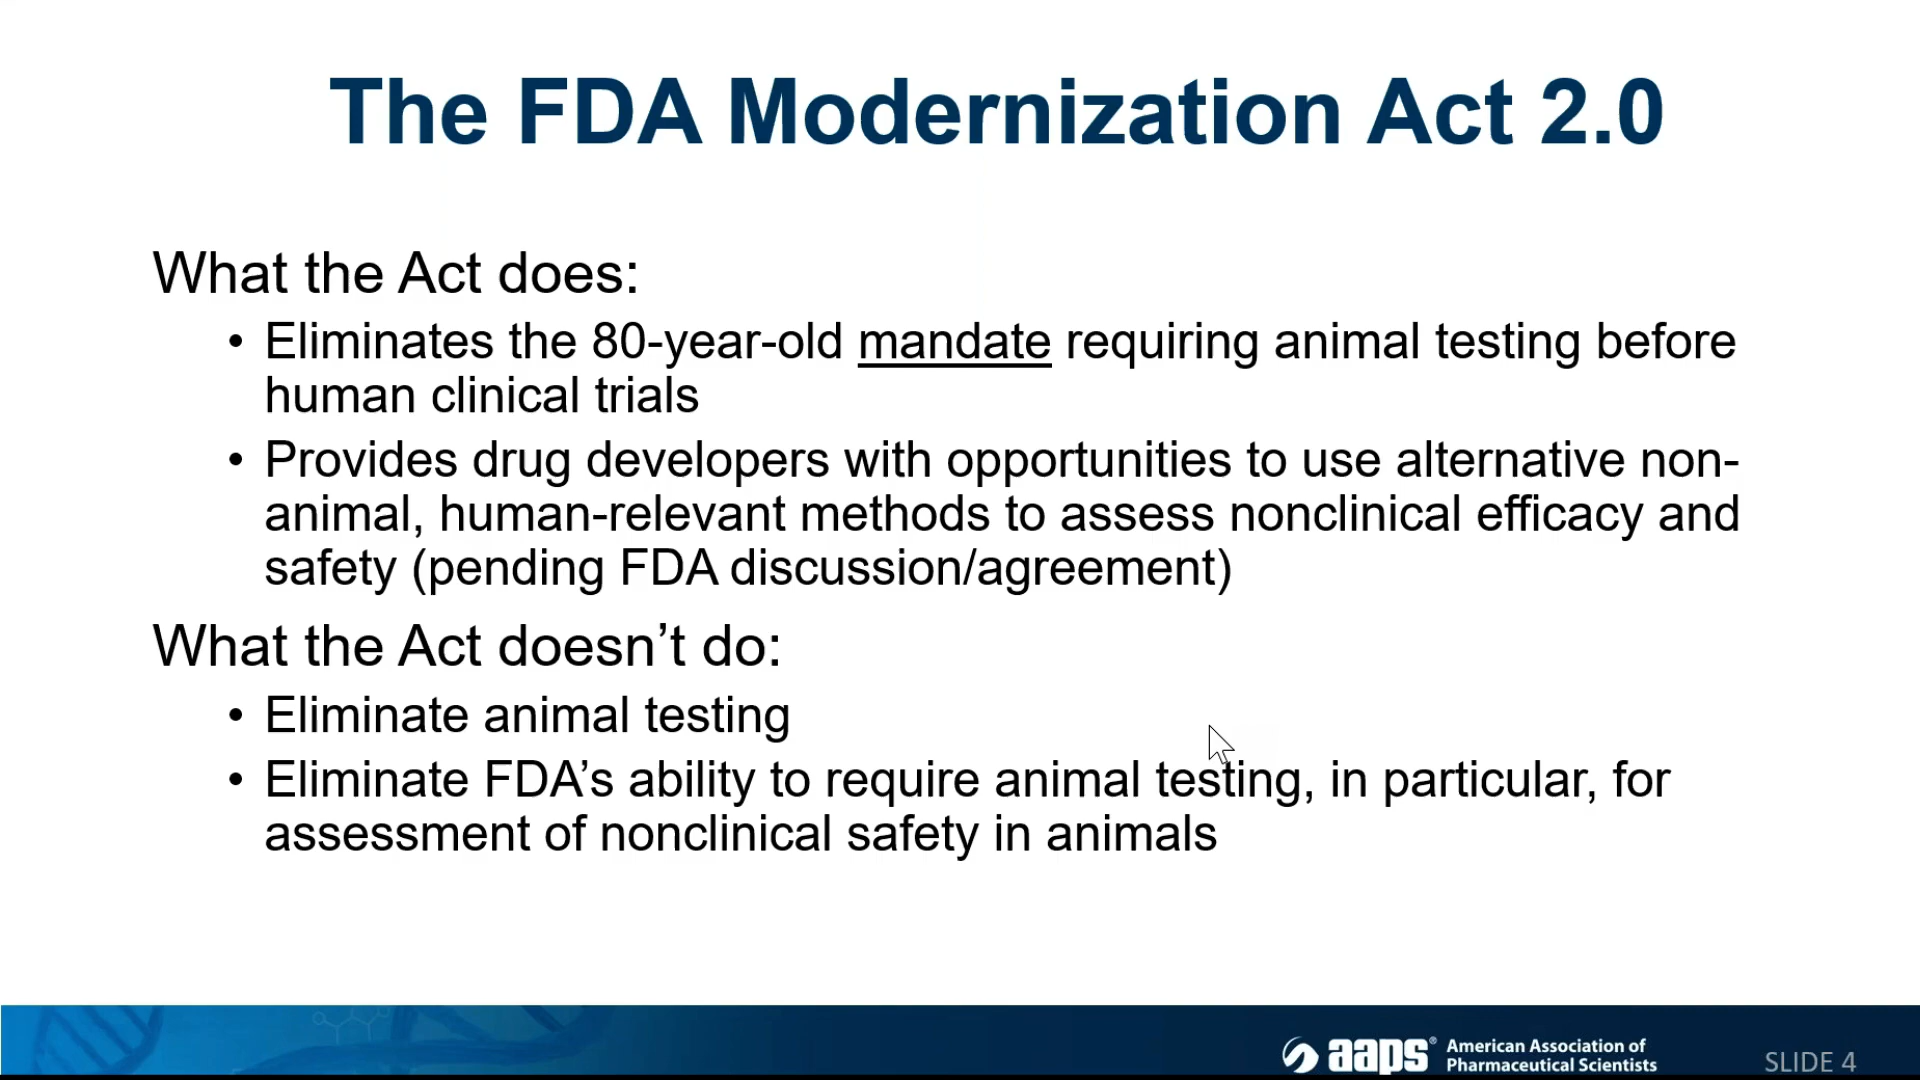 The FDA Modernization Act 2.0
What the Act does:
• Eliminates the 80-year-old mandate requiring animal testing before
human clinical trials
• Provides drug developers with opportunities to use alternative non-
animal, human-relevant methods to assess nonclinical efficacy and
safety (pending FDA discussion/agreement)
What the Act doesn’t do:
• Eliminate animal testing
• Eliminate FDA’s ability to require animal testing, in particular, for
assessment of nonclinical safety in animals
aaps® American Association of
Pharmaceutical Scientists
SLIDE 4